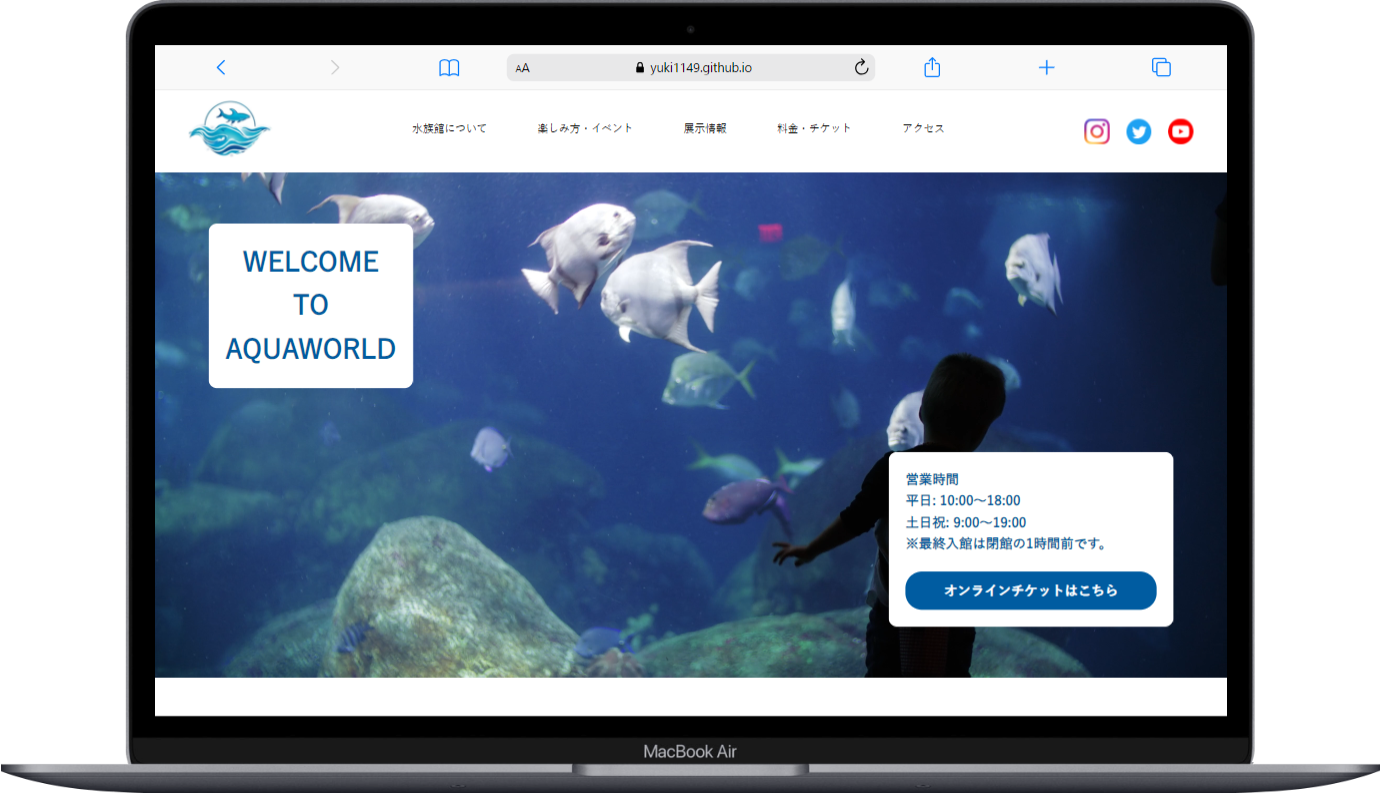 AA
yuki1149.github.io
水族館について
楽しみ方・イベント
展示情報
料金・チケット
アクセス
WELCOME
TO
AQUAWORLD
営業時間
平日: 10:00〜18:00
土日祝: 9:00〜19:00
※最終入館は閉館の1時間前です。
オンラインチケットはこちら
MacBook Air